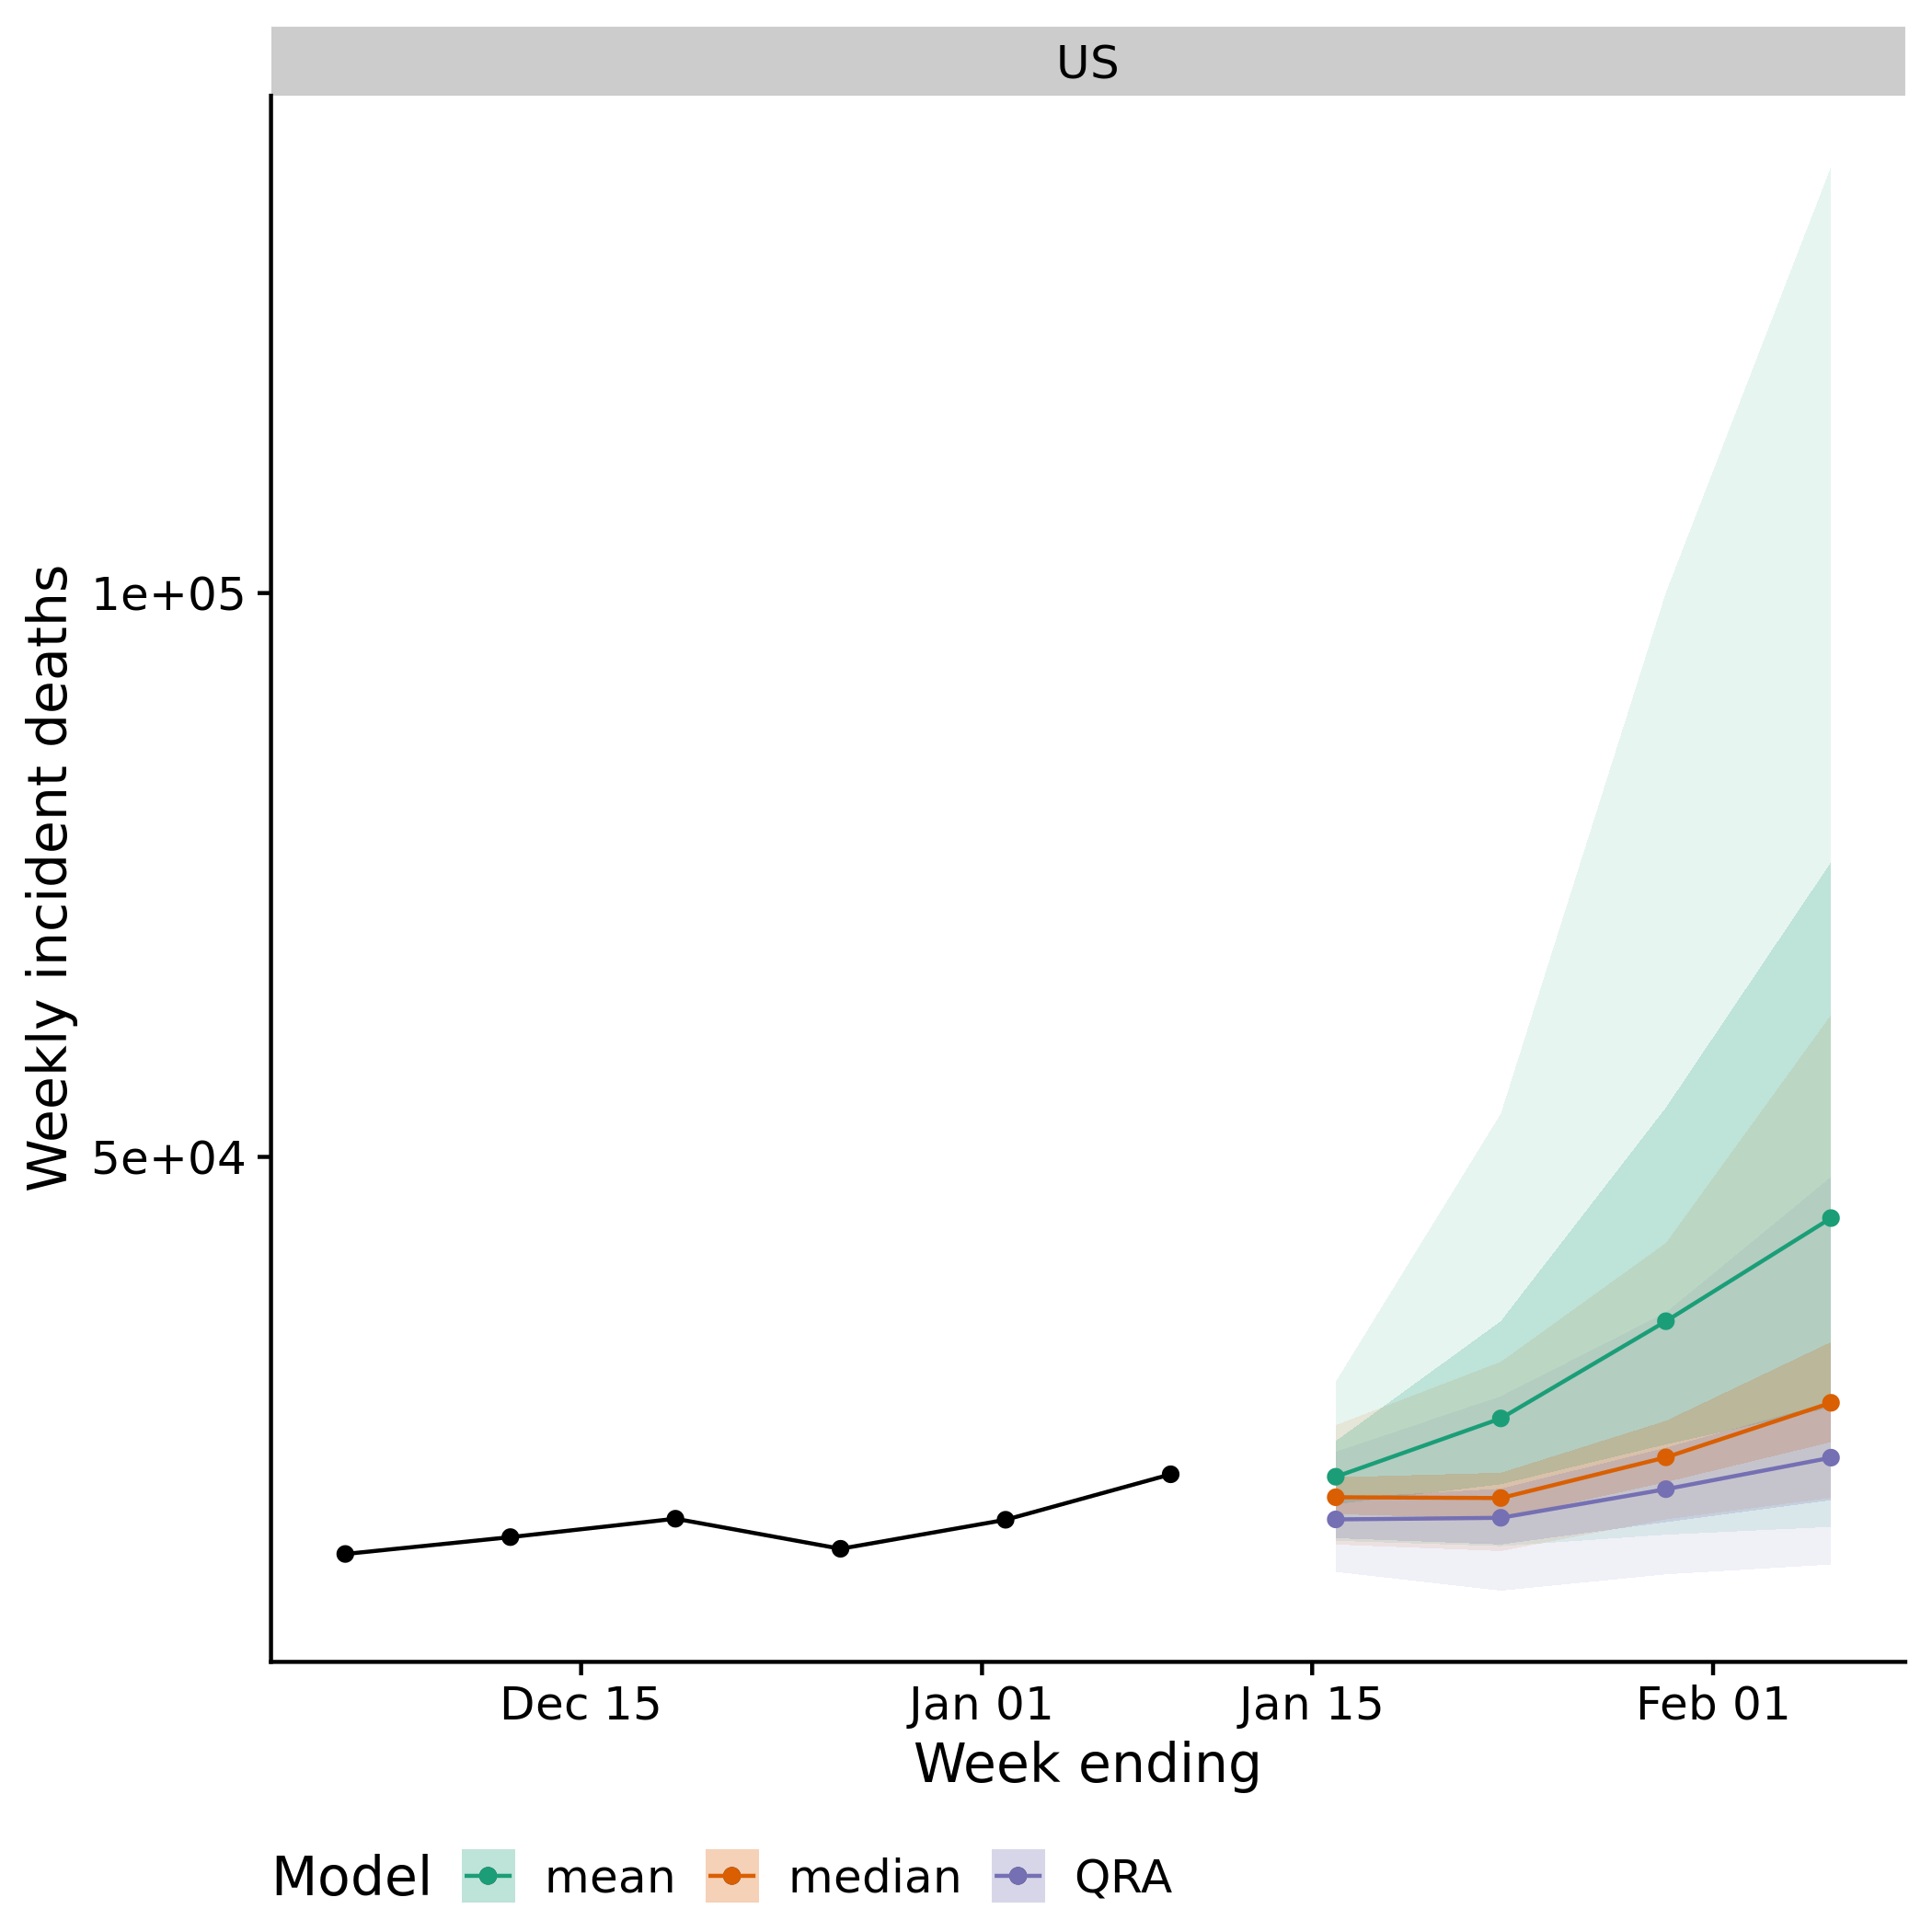 US
Weekly incident deaths
1e+05
5e+04
Dec 15 Jan 01 Jan 15 Feb 01
Week ending
Model mean median QRA